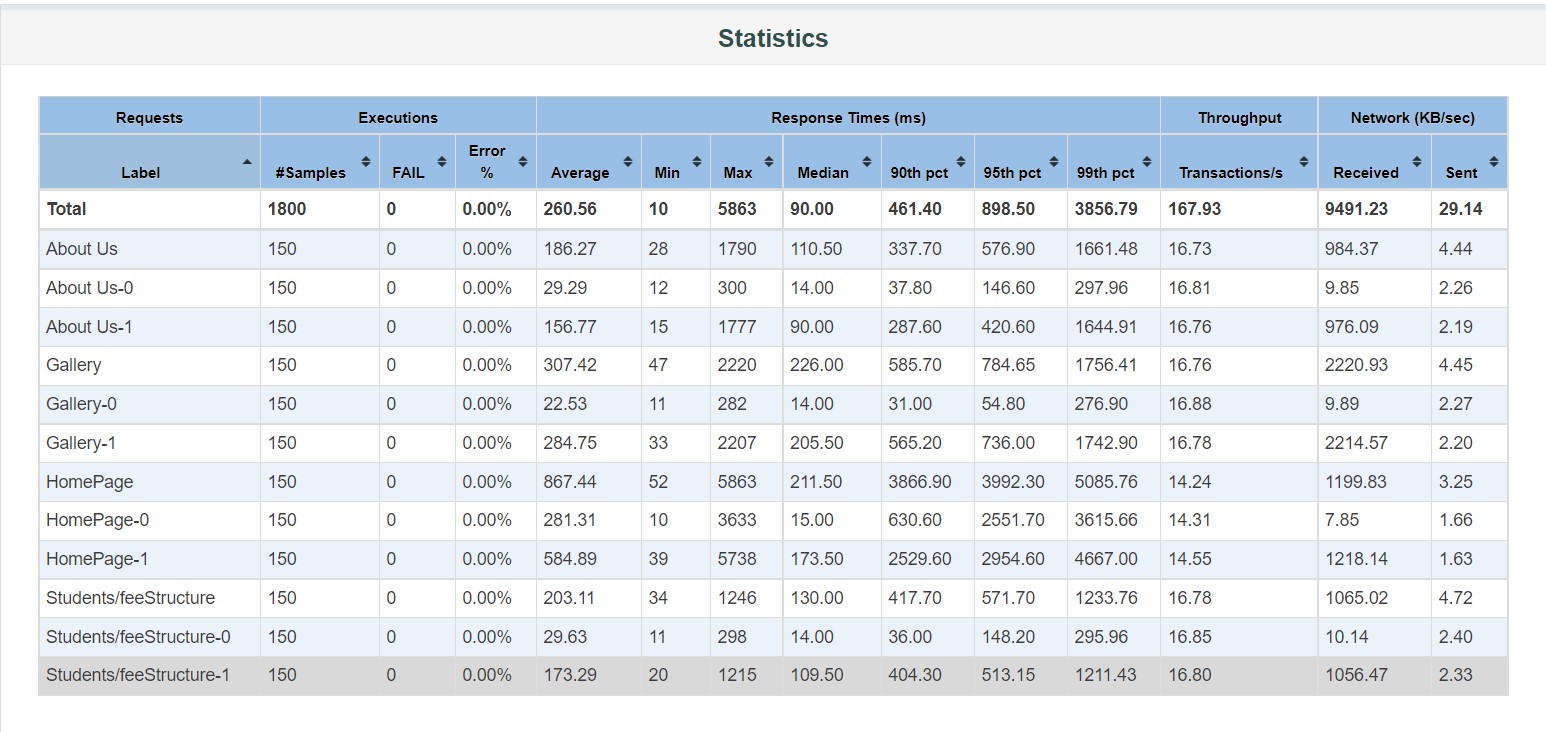 Statistics
Requests Executions Response Times (ms) Throughput Network (KB/sec)
Label #Samples FAIL Error % Average Min Max Median 90th pct 95th pct 99th pct Transactions/s Received Sent
Total 1800 0 0.00% 260.56 10 5863 90.00 461.40 898.50 3856.79 167.93 9491.23 29.14
About Us 150 0 0.00% 186.27 28 1790 110.50 337.70 576.90 1661.48 16.73 984.37 4.44
About Us-0 150 0 0.00% 29.29 12 300 14.00 37.80 146.60 297.96 16.81 9.85 2.26
About Us-1 150 0 0.00% 156.77 15 1777 90.00 287.60 420.60 1644.91 16.76 976.09 2.19
Gallery 150 0 0.00% 307.42 47 2220 226.00 585.70 784.65 1756.41 16.76 2220.93 4.45
Gallery-0 150 0 0.00% 22.53 11 282 14.00 31.00 54.80 276.90 16.88 9.89 2.27
Gallery-1 150 0 0.00% 284.75 33 2207 205.50 565.20 736.00 1742.90 16.78 2214.57 2.20
HomePage 150 0 0.00% 867.44 52 5863 211.50 3866.90 3992.30 5085.76 14.24 1199.83 3.25
HomePage-0 150 0 0.00% 281.31 10 3633 15.00 630.60 2551.70 3615.66 14.31 7.85 1.66
HomePage-1 150 0 0.00% 584.89 39 5738 173.50 2529.60 2954.60 4667.00 14.55 1218.14 1.63
Students/feeStructure 150 0 0.00% 203.11 34 1246 130.00 417.70 571.70 1233.76 16.78 1065.02 4.72
Students/feeStructure-0 150 0 0.00% 29.63 11 298 14.00 36.00 148.20 295.96 16.85 10.14 2.40
Students/feeStructure-1 150 0 0.00% 173.29 20 1215 109.50 404.30 513.15 1211.43 16.80 1056.47 2.33